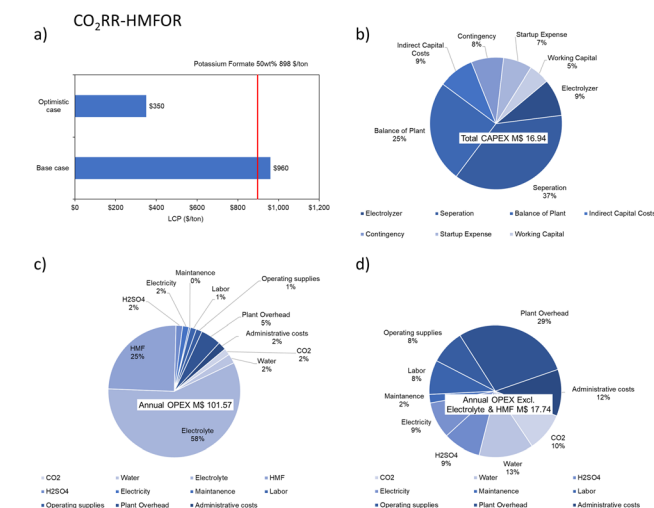 CO2RR-HMFOR
a)
Potassium Formate 50wt% 898 $/ton
Optimistic
case
$350
Base case
$960
$0
$200
$400
$600
$800
$1,000
$1,200
LCP ($/ton)
b)
Contingency
8%
Startup Expense
7%
Indirect Capital
Costs
9%
Working Capital
5%
Electrolyzer
9%
Balance of Plant
25%
Total CAPEX M$ 16.94
Seperation
37%
Electrolyzer
Seperation
Balance of Plant
Indirect Capital Costs
Contingency
Startup Expense
Working Capital
c)
Maintanence
0%
Operating supplies
1%
Electricity
2%
Labor
1%
H2SO4
2%
Plant Overhead
5%
Administrative costs
2%
HMF
25%
CO2
2%
Water
2%
Annual OPEX M$ 101.57
Electrolyte
58%
CO2
Water
Electrolyte
HMF
H2SO4
Electricity
Maintanence
Labor
Operating supplies
Plant Overhead
Administrative costs
d)
Plant Overhead
29%
Operating supplies
8%
Labor
8%
Administrative costs
12%
Maintanence
2%
Annual OPEX Excl.
Electrolyte & HMF M$ 17.74
Electricity
9%
CO2
10%
H2SO4
9%
Water
13%
CO2
Water
H2SO4
Electricity
Maintanence
Labor
Operating supplies
Plant Overhead
Administrative costs